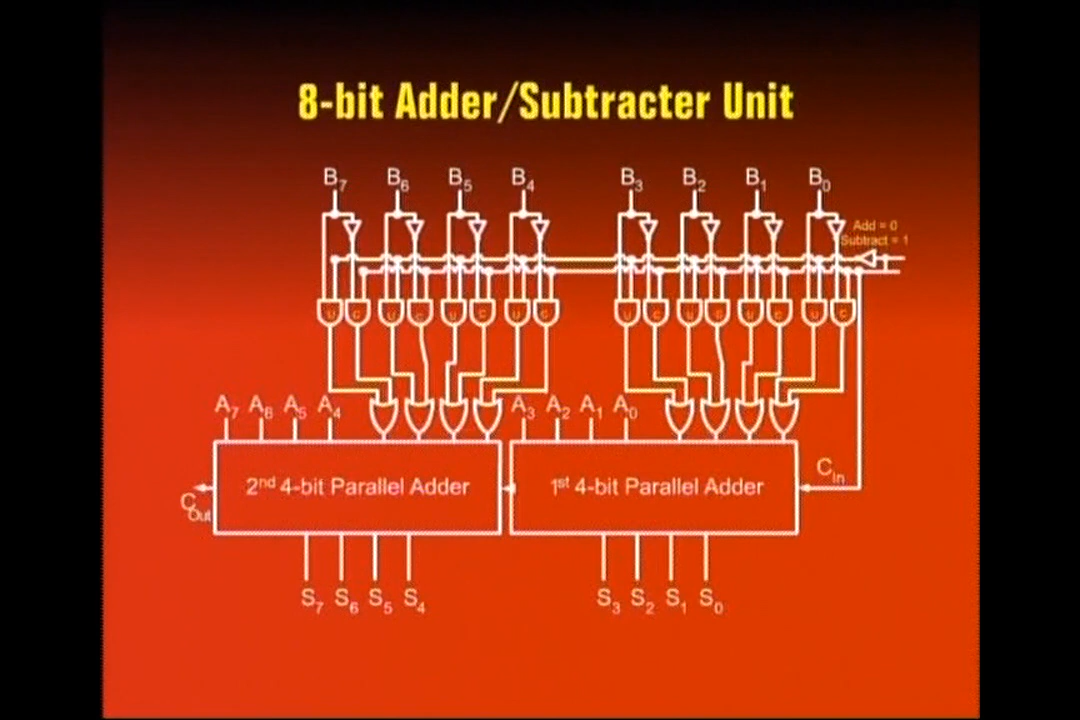 8-bit Adder/Subtracter Unit
B7 B6 B5 B4 B3 B2 B1 B0
Add = 0
Subtract = 1
U C U C U C U C U C U C U C U C
A7 A6 A5 A4 A3 A2 A1 A0
2nd 4-bit Parallel Adder
1st 4-bit Parallel Adder
CIn
COut
S7 S6 S5 S4 S3 S2 S1 S0